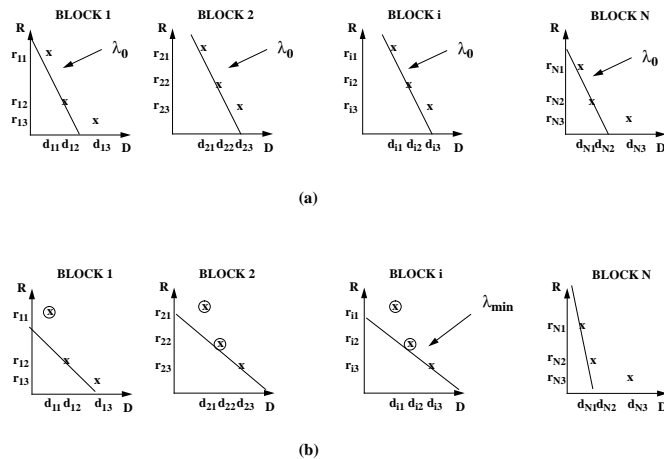 BLOCK 1
R
r11
r12
r13
d11 d12 d13
D
λ0
x
x
x
BLOCK 2
R
r21
r22
r23
d21 d22 d23
D
λ0
x
x
x
BLOCK i
R
ri1
ri2
ri3
di1 di2 di3
D
λ0
x
x
x
BLOCK N
R
rN1
rN2
rN3
dN1 dN2 dN3
D
λ0
x
x
x
(a)
BLOCK 1
R
r11
r12
r13
d11 d12 d13
D
x
x
x
BLOCK 2
R
r21
r22
r23
d21 d22 d23
D
x
x
x
BLOCK i
R
ri1
ri2
ri3
di1 di2 di3
D
λmin
x
x
x
BLOCK N
R
rN1
rN2
rN3
dN1 dN2 dN3
D
x
x
x
(b)